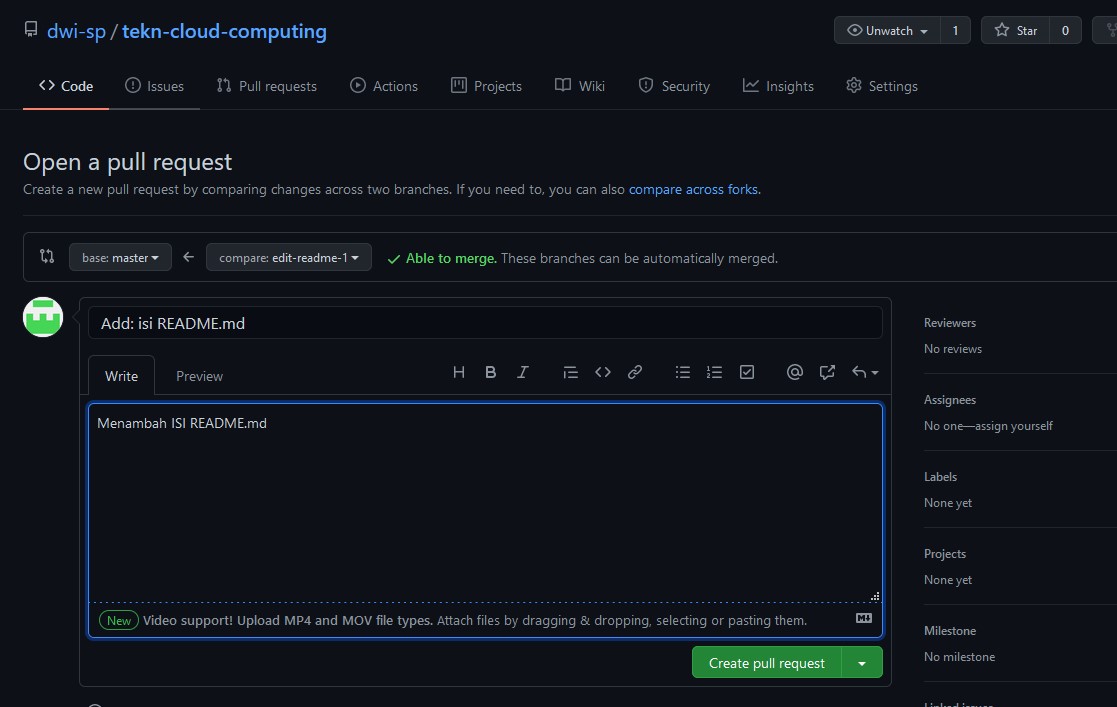 dwi-sp / tekn-cloud-computing
Unwatch 1 Star 0
Code Issues Pull requests Actions Projects Wiki Security Insights Settings
Open a pull request
Create a new pull request by comparing changes across two branches. If you need to, you can also compare across forks.
base: master compare: edit-readme-1 Able to merge. These branches can be automatically merged.
Add: isi README.md
Write Preview
Menambah ISI README.md
New Video support! Upload MP4 and MOV file types. Attach files by dragging & dropping, selecting or pasting them.
Create pull request
Reviewers
No reviews
Assignees
No one—assign yourself
Labels
None yet
Projects
None yet
Milestone
No milestone
Linked issues